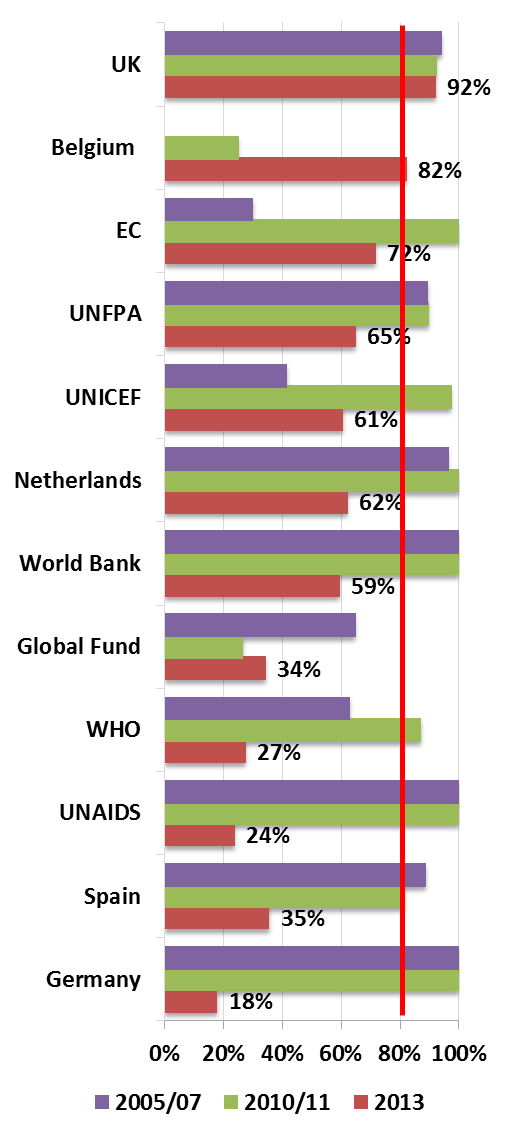 UK
92%
Belgium
82%
EC
72%
UNFPA
65%
UNICEF
61%
Netherlands
62%
World Bank
59%
Global Fund
34%
WHO
27%
UNAIDS
24%
Spain
35%
Germany
18%
0% 20% 40% 60% 80% 100%
2005/07 2010/11 2013